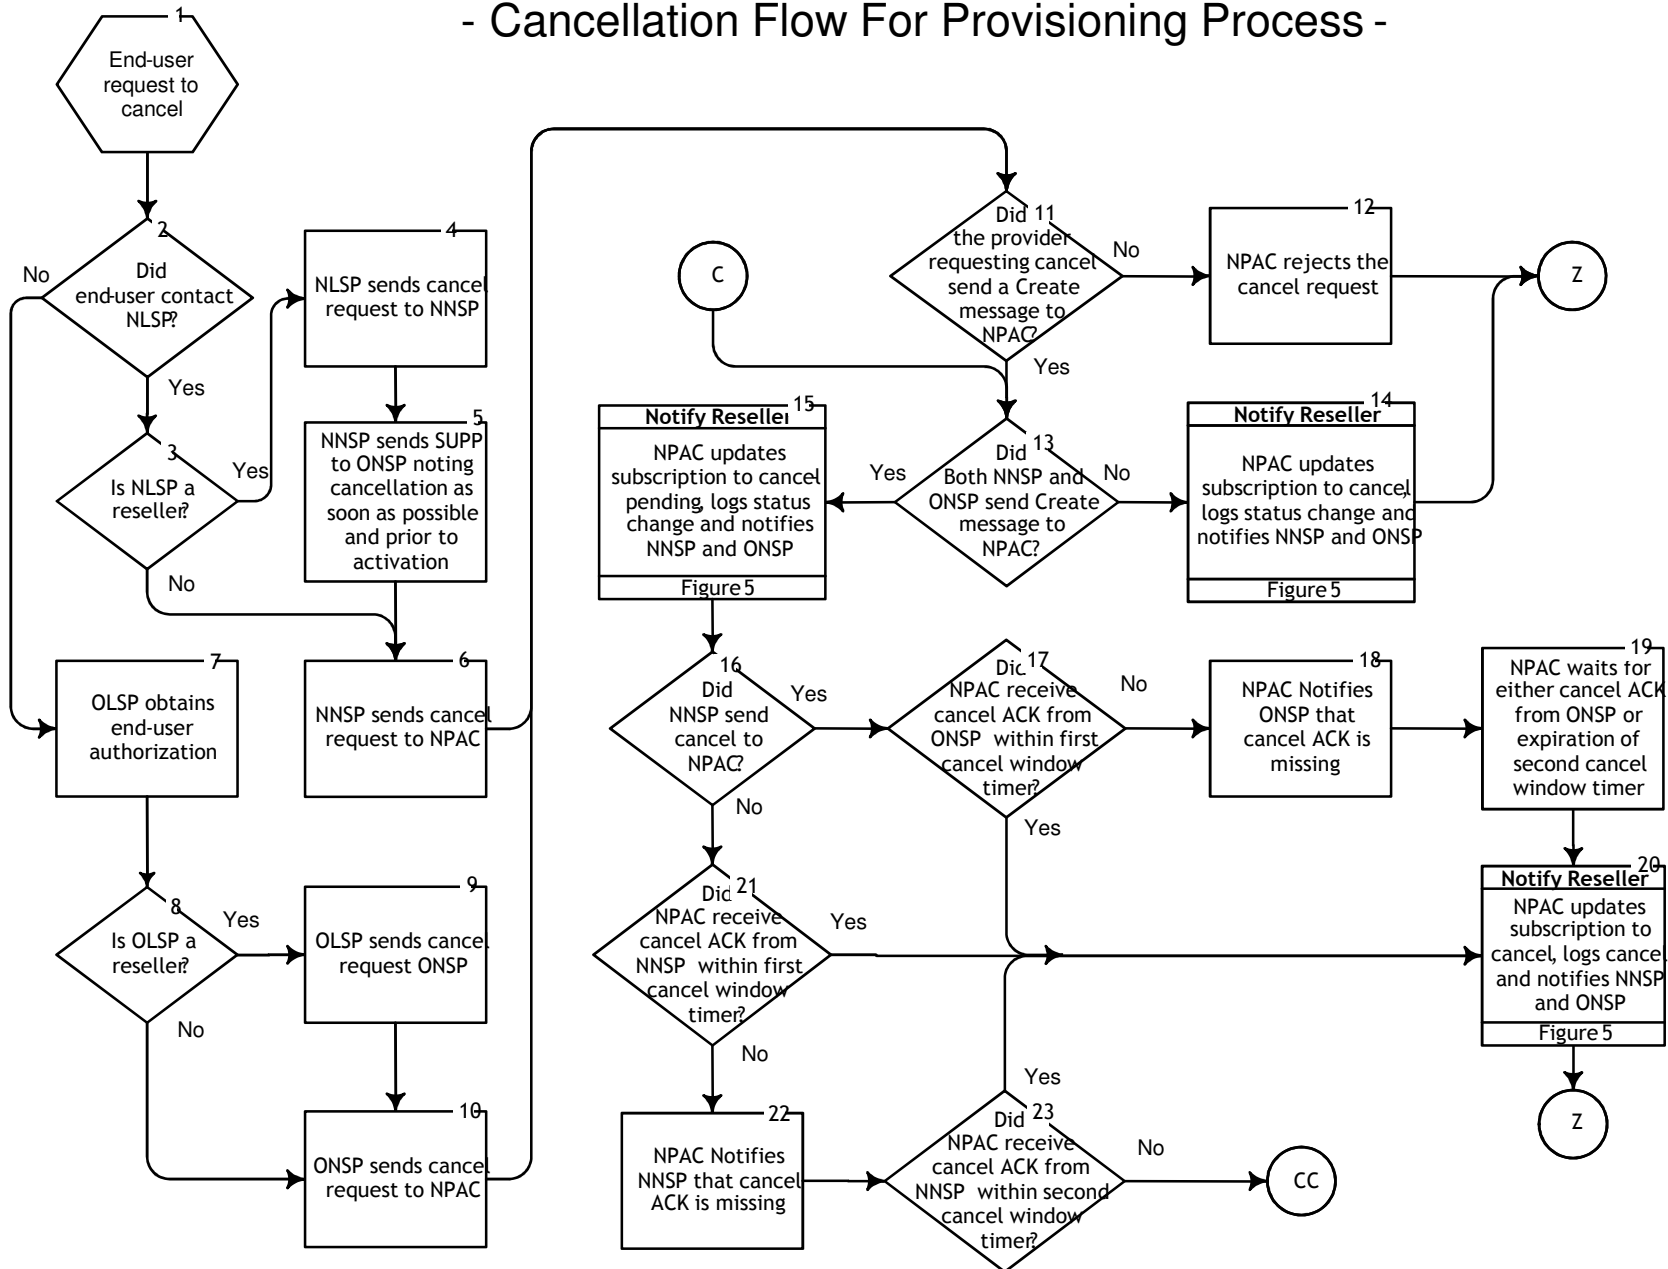 - Cancellation Flow For Provisioning Process -
1
End-user
request to
cancel
2
Did
end-user contact
NLSP?
No
Yes
3
Is NLSP a
reseller?
Yes
No
4
NLSP sends cancel
request to NNSP
5
NNSP sends SUPP
to ONSP noting
cancellation as
soon as possible
and prior to
activation
6
NNSP sends cancel
request to NPAC
7
OLSP obtains
end-user
authorization
8
Is OLSP a
reseller?
Yes
No
9
OLSP sends cancel
request ONSP
10
ONSP sends cancel
request to NPAC
11
Did
the provider
requesting cancel
send a Create
message to
NPAC?
No
Yes
12
NPAC rejects the
cancel request
Z
C
13
Did
Both NNSP and
ONSP send Create
message to
NPAC?
Yes
No
14
Notify Reseller
NPAC updates
subscription to cancel,
logs status change and
notifies NNSP and ONSP
Figure 5
15
Notify Reseller
NPAC updates
subscription to cancel
pending, logs status
change and notifies
NNSP and ONSP
Figure 5
16
Did
NNSP send
cancel to
NPAC?
Yes
No
17
Did
NPAC receive
cancel ACK from
ONSP within first
cancel window
timer?
No
Yes
18
NPAC Notifies
ONSP that
cancel ACK is
missing
19
NPAC waits for
either cancel ACK
from ONSP or
expiration of
second cancel
window timer
20
Notify Reseller
NPAC updates
subscription to
cancel, logs cancel
and notifies NNSP
and ONSP
Figure 5
Z
21
Did
NPAC receive
cancel ACK from
NNSP within first
cancel window
timer?
Yes
No
22
NPAC Notifies
NNSP that cancel
ACK is missing
23
Did
NPAC receive
cancel ACK from
NNSP within second
cancel window
timer?
Yes
No
CC